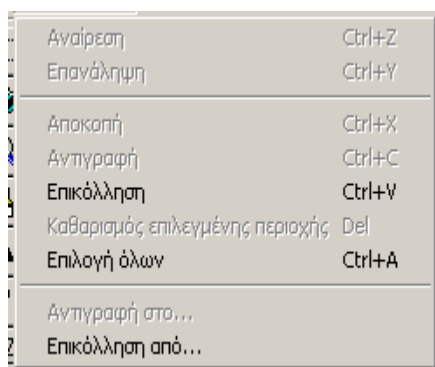 Αναίρεση Ctrl+Z
Επανάληψη Ctrl+Y
Αποκοπή Ctrl+X
Αντιγραφή Ctrl+C
Επικόλληση Ctrl+V
Καθαρισμός επιλεγμένης περιοχής Del
Επιλογή όλων Ctrl+A
Αντιγραφή στο...
Επικόλληση από...